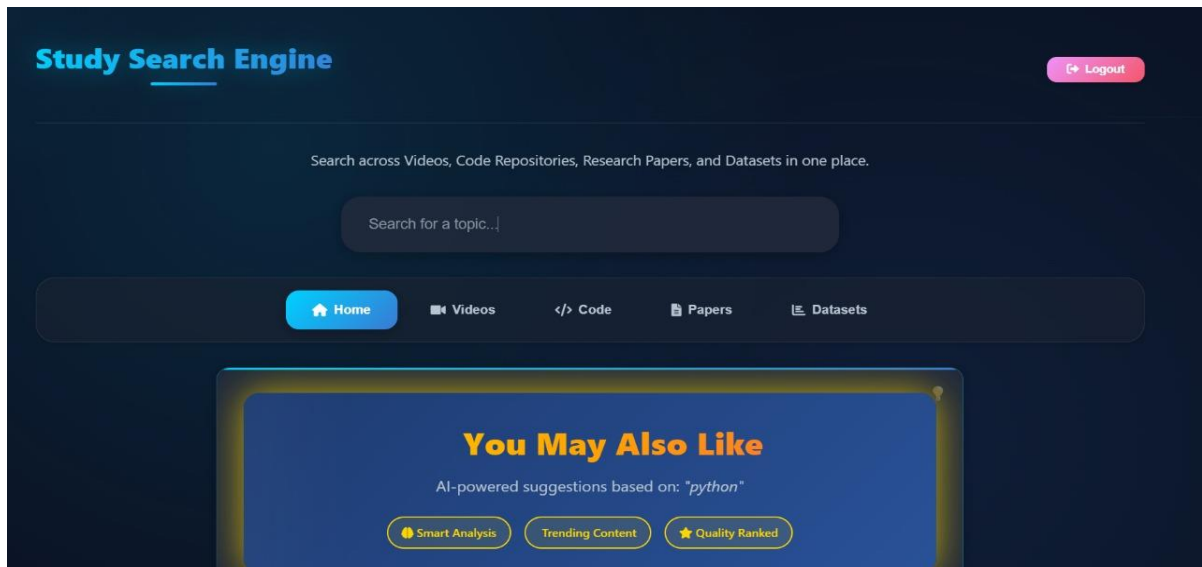 Study Search Engine
Logout
Search across Videos, Code Repositories, Research Papers, and Datasets in one place.
Search for a topic...
Home Videos </> Code Papers Datasets
You May Also Like
AI-powered suggestions based on: "python"
Smart Analysis Trending Content Quality Ranked